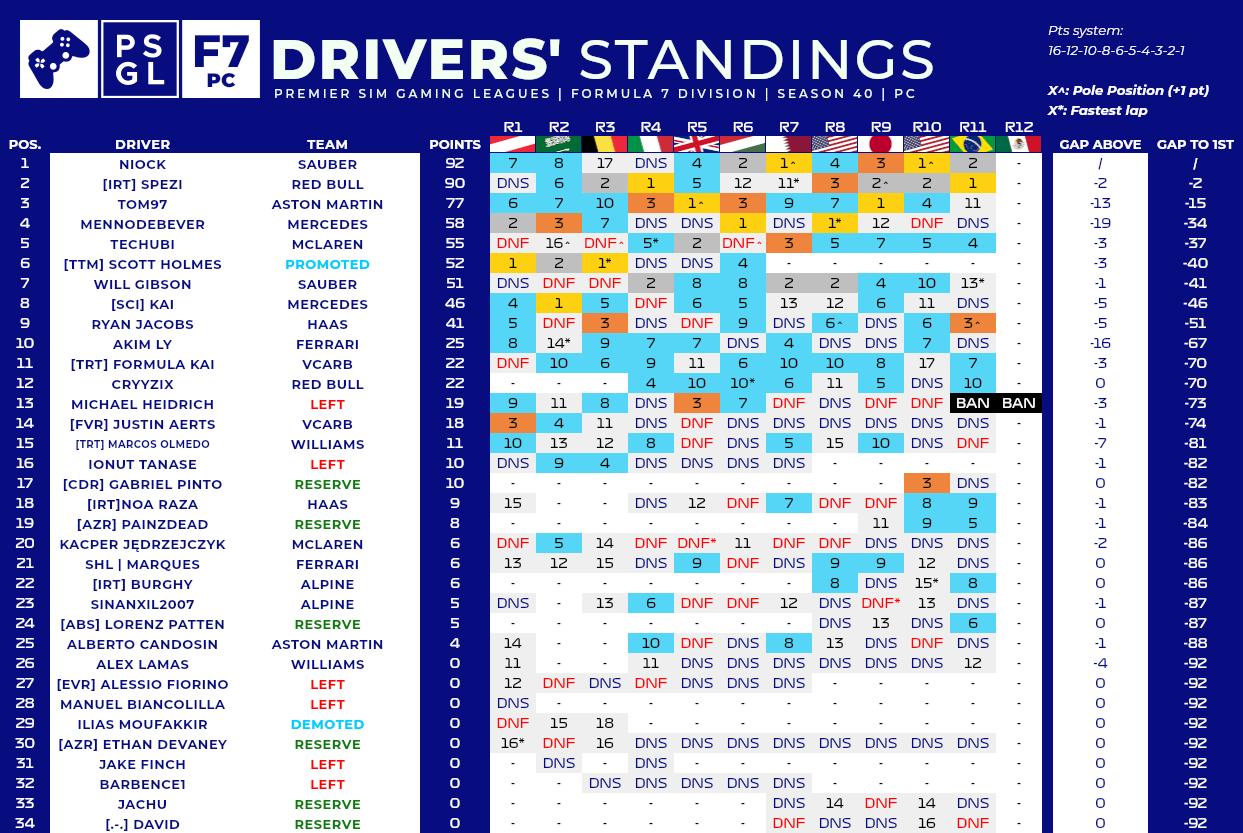 PS
GL
F7
PC
DRIVERS' STANDINGS
PREMIER SIM GAMING LEAGUES | FORMULA 7 DIVISION | SEASON 40 | PC
Pts system:
16-12-10-8-6-5-4-3-2-1
X^: Pole Position (+1 pt)
X*: Fastest lap
R1 R2 R3 R4 R5 R6 R7 R8 R9 R10 R11 R12
POS. DRIVER TEAM POINTS GAP ABOVE GAP TO 1ST
1 NIOCK SAUBER 92 7 8 17 DNS 4 2 1^ 4 3 1^ 2 - / /
2 [IRT] SPEZI RED BULL 90 DNS 6 2 1 5 12 11* 3 2^ 2 1 - -2 -2
3 TOM97 ASTON MARTIN 77 6 7 10 3 1^ 3 9 7 1 4 11 - -13 -15
4 MENNODEBEVER MERCEDES 58 2 3 7 DNS DNS 1 DNS 1* 12 DNF DNS - -19 -34
5 TECHUBI MCLAREN 55 DNF 16^ DNF^ 5* 2 DNF^ 3 5 7 5 4 - -3 -37
6 [TTM] SCOTT HOLMES PROMOTED 52 1 2 1* DNS DNS 4 - - - - - - -3 -40
7 WILL GIBSON SAUBER 51 DNS DNF DNF 2 8 8 2 2 4 10 13* - -1 -41
8 [SCI] KAI MERCEDES 46 4 1 5 DNF 6 5 13 12 6 11 DNS - -5 -46
9 RYAN JACOBS HAAS 41 5 DNF 3 DNS DNF 9 DNS 6^ DNS 6 3^ - -5 -51
10 AKIM LY FERRARI 25 8 14* 9 7 7 DNS 4 DNS DNS 7 DNS - -16 -67
11 [TRT] FORMULA KAI VCARB 22 DNF 10 6 9 11 6 10 10 8 17 7 - -3 -70
12 CRYYZIX RED BULL 22 - - - 4 10 10* 6 11 5 DNS 10 - 0 -70
13 MICHAEL HEIDRICH LEFT 19 9 11 8 DNS 3 7 DNF DNS DNF DNF BAN BAN -3 -73
14 [FVR] JUSTIN AERTS VCARB 18 3 4 11 DNS DNF DNS DNS DNS DNS DNS DNS - -1 -74
15 [TRT] MARCOS OLMEDO WILLIAMS 11 10 13 12 8 DNF DNS 5 15 10 DNS DNF - -7 -81
16 IONUT TANASE LEFT 10 DNS 9 4 DNS DNS DNS DNS - - - - - -1 -82
17 [CDR] GABRIEL PINTO RESERVE 10 - - - - - - - - - 3 DNS - 0 -82
18 [IRT]NOA RAZA HAAS 9 15 - - DNS 12 DNF 7 DNF DNF 8 9 - -1 -83
19 [AZR] PAINZDEAD RESERVE 8 - - - - - - - - 11 9 5 - -1 -84
20 KACPER JĘDRZEJCZYK MCLAREN 6 DNF 5 14 DNF DNF* 11 DNF DNF DNS DNS DNS - -2 -86
21 SHL | MARQUES FERRARI 6 13 12 15 DNS 9 DNF DNS 9 9 12 DNS - 0 -86
22 [IRT] BURGHY ALPINE 6 - - - - - - - 8 DNS 15* 8 - 0 -86
23 SINANXIL2007 ALPINE 5 DNS - 13 6 DNF DNF 12 DNS DNF* 13 DNS - -1 -87
24 [ABS] LORENZ PATTEN RESERVE 5 - - - - - - - DNS 13 DNS 6 - 0 -87
25 ALBERTO CANDOSIN ASTON MARTIN 4 14 - - 10 DNF DNS 8 13 DNS DNF DNS - -1 -88
26 ALEX LAMAS WILLIAMS 0 11 - - 11 DNS DNS DNS DNS DNS DNS 12 - -4 -92
27 [EVR] ALESSIO FIORINO LEFT 0 12 DNF DNS DNF DNS DNS DNS - - - - - 0 -92
28 MANUEL BIANCOLILLA LEFT 0 DNS - - - - - - - - - - - 0 -92
29 ILIAS MOUFAKKIR DEMOTED 0 DNF 15 18 - - - - - - - - - 0 -92
30 [AZR] ETHAN DEVANEY RESERVE 0 16* DNF 16 DNS DNS DNS DNS DNS DNS DNS DNS - 0 -92
31 JAKE FINCH LEFT 0 - DNS - DNS - - - - - - - - 0 -92
32 BARBENCE1 LEFT 0 - - DNS DNS DNS DNS DNS - - - - - 0 -92
33 JACHU RESERVE 0 - - - - - - DNS 14 DNF 14 DNS - 0 -92
34 [.-.] DAVID RESERVE 0 - - - - - - DNF DNS DNS 16 DNF - 0 -92